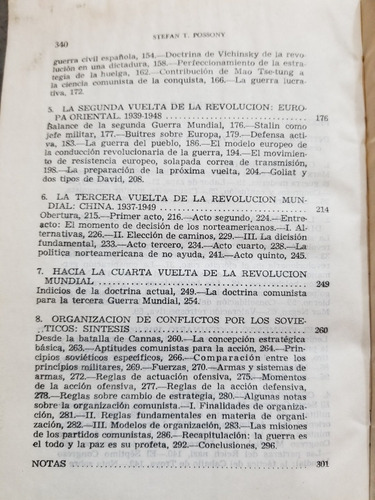 340
STEFAN T. POSSONY
guerra civil española, 154.—Doctrina de Vichinsky de la revo-
lución en una dictadura, 158.—Perfeccionamiento de la estra-
tegia de la huelga, 162.—Contribución de Mao Tse-tung a
la ciencia comunista de la conquista, 166.—La guerra lucra-
tiva, 172.
5. LA SEGUNDA VUELTA DE LA REVOLUCION: EURO-
PA ORIENTAL. 1939-1948 176
Balance de la segunda Guerra Mundial, 176.—Stalin como
jefe militar, 177.—Buitres sobre Europa, 179.—Defensa acti-
va, 183.—La guerra del pueblo, 186.—El modelo europeo de
la conducción revolucionaria de la guerra, 194.—El movimien-
to de resistencia europeo, solapada correa de transmisión,
198.—La preparación de la próxima vuelta, 204.—Goliat y
dos tipos de David, 208.
6. LA TERCERA VUELTA DE LA REVOLUCION MUN-
DIAL: CHINA. 1937-1949 214
Obertura, 215.—Primer acto, 216.—Acto segundo, 224.—Entre-
acto: El momento de decisión de los norteamericanos.—I. Al-
ternativas, 226.—II. Elección de caminos, 229.—III. La dicisión
fundamental, 233.—Acto tercero, 234.—Acto cuarto, 238.—La
política norteamericana de no ayuda, 241.—Acto quinto, 245.
7. HACIA LA CUARTA VUELTA DE LA REVOLUCION
MUNDIAL 249
Indicios de la doctrina actual, 249.—La doctrina comunista
para la tercera Guerra Mundial, 254.
8. ORGANIZACION DE CONFLICTOS POR LOS SOVIE-
TICOS: SINTESIS 260
Desde la batalla de Cannas, 260.—La concepción estratégica
básica, 263.—Aptitudes comunistas para la acción, 264.—Prin-
cipios soviéticos específicos, 266.—Comparación entre los
principios militares, 269.—Fuerzas, 270.—Armas y sistemas de
armas, 272.—Reglas de actuación ofensiva, 275.—Momentos
de la acción ofensiva, 277.—Reglas de la acción defensiva,
278.—Reglas sobre cambio de estrategia, 280.—Algunas notas
sobre la organización comunista.—I Finalidades de organiza-
ción, 281.—II Reglas fundamentales en materia de organi-
zación, 282.—III. Modelos de organización, 283.—Las misiones
de los partidos comunistas, 286.—Recapitulación: la guerra es
el todo y la paz es su profeta, 292.—Conclusiones, 296.
NOTAS 301